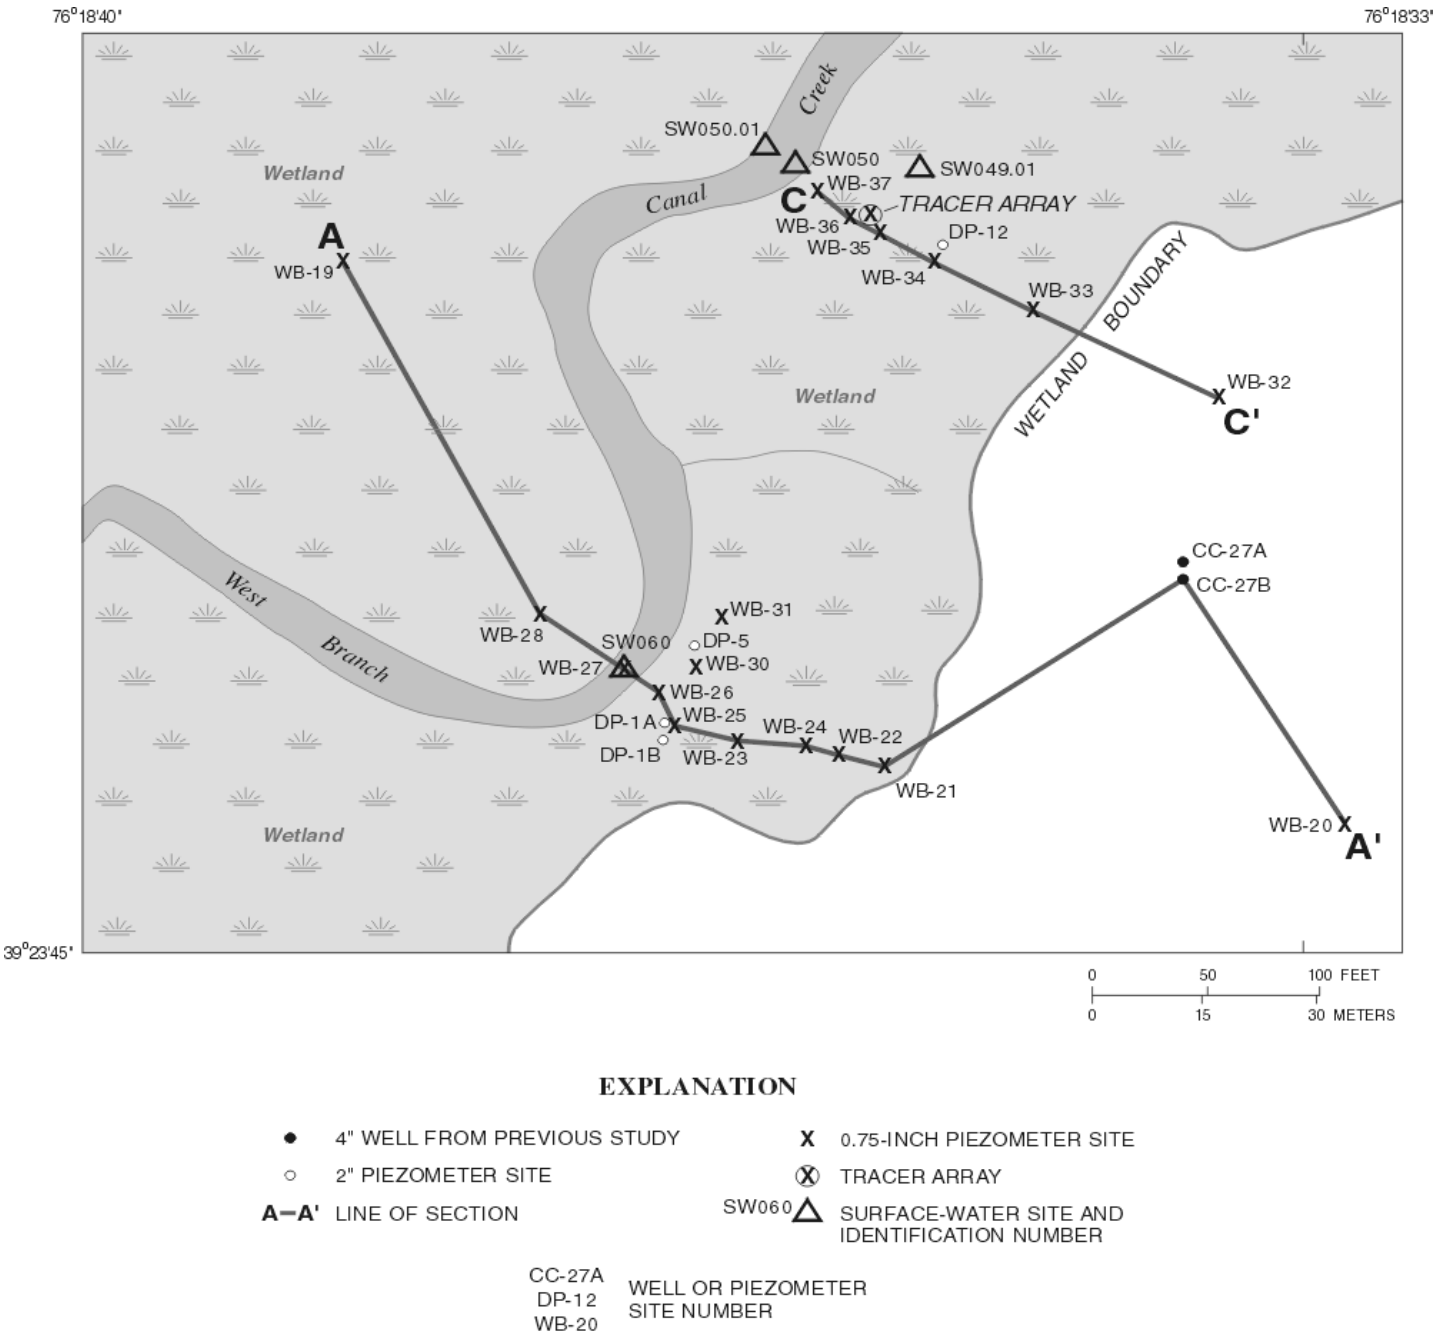 76°18'40"
76°18'33"
Creek
SW050.01
SW050
SW049.01
Wetland
WB-37
Canal
C
TRACER ARRAY
WB-36
A
DP-12
WB-35
WB-19
WB-34
WB-33
WETLAND BOUNDARY
WB-32
Wetland
C'
CC-27A
CC-27B
West
Branch
WB-31
WB-28
SW060
DP-5
WB-27
WB-30
WB-26
WB-25
DP-1A
WB-24
WB-22
DP-1B
WB-23
WB-21
Wetland
WB-20
A'
39°23'45"
0 50 100 FEET
0 15 30 METERS
EXPLANATION
4" WELL FROM PREVIOUS STUDY
X 0.75-INCH PIEZOMETER SITE
2" PIEZOMETER SITE
X TRACER ARRAY
A–A' LINE OF SECTION
SW060 SURFACE-WATER SITE AND
IDENTIFICATION NUMBER
CC-27A
DP-12
WB-20
WELL OR PIEZOMETER
SITE NUMBER